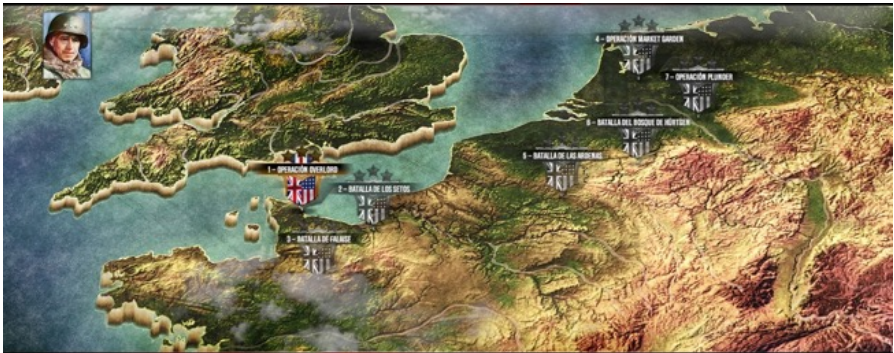 1 - OPERACIÓN OVERLORD
2 - BATALLA DE LOS SETOS
3 - BATALLA DE FALAISE
4 - OPERACIÓN MARKET GARDEN
5 - BATALLA DE LAS ARDENAS
6 - BATALLA DEL BOSQUE DE HÜRTGEN
7 - OPERACIÓN PLUNDER